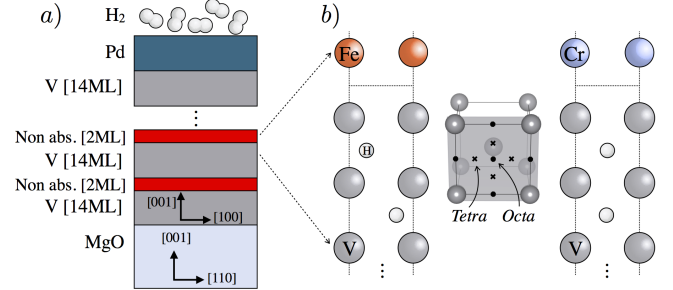 a)
H2
Pd
V [14ML]
⋮
Non abs. [2ML]
V [14ML]
Non abs. [2ML]
V [14ML]
[001]
[100]
MgO
[001]
[110]
b)
Fe
Cr
H
Tetra
Octa
V
V
⋮
⋮